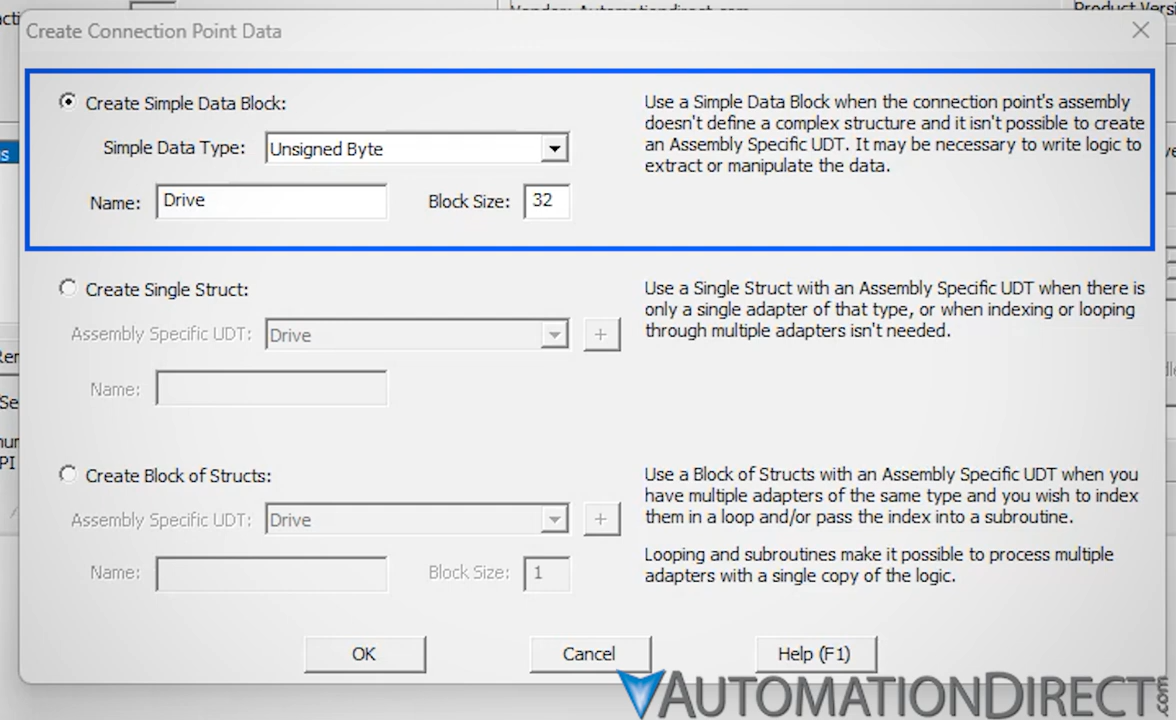 Vendor: Automationdirect.com
Create Connection Point Data
Create Simple Data Block:
Simple Data Type: Unsigned Byte
Name: Drive Block Size: 32
Use a Simple Data Block when the connection point's assembly
doesn't define a complex structure and it isn't possible to create
an Assembly Specific UDT. It may be necessary to write logic to
extract or manipulate the data.
Create Single Struct:
Assembly Specific UDT: Drive +
Name:
Use a Single Struct with an Assembly Specific UDT when there is
only a single adapter of that type, or when indexing or looping
through multiple adapters isn't needed.
Create Block of Structs:
Assembly Specific UDT: Drive +
Name: Block Size: 1
Use a Block of Structs with an Assembly Specific UDT when you
have multiple adapters of the same type and you wish to index
them in a loop and/or pass the index into a subroutine.
Looping and subroutines make it possible to process multiple
adapters with a single copy of the logic.
OK Cancel Help (F1)
AUTOMATIONDIRECT.com